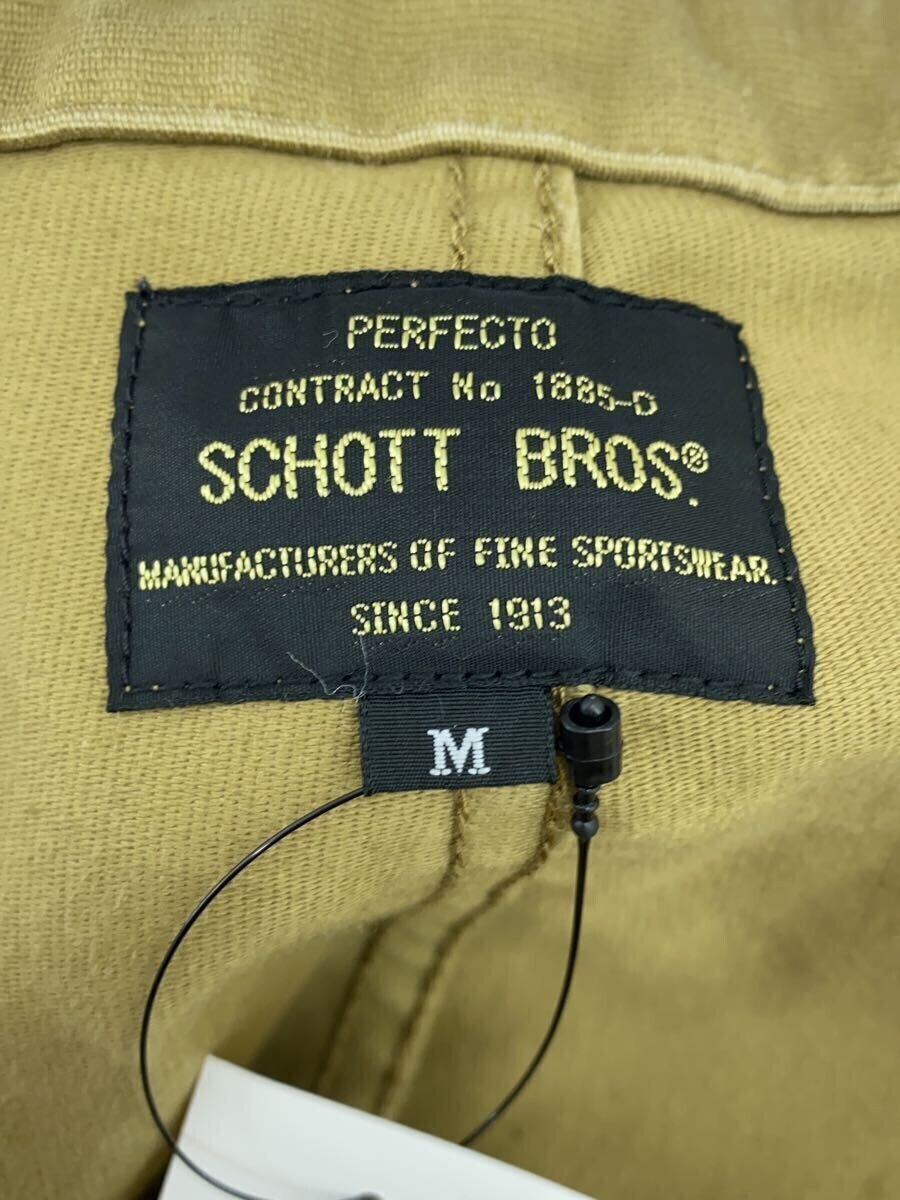 PERFECTO
CONTRACT No 1885-D
SCHOTT BROS.®
MANUFACTURERS OF FINE SPORTSWEAR.
SINCE 1913
M